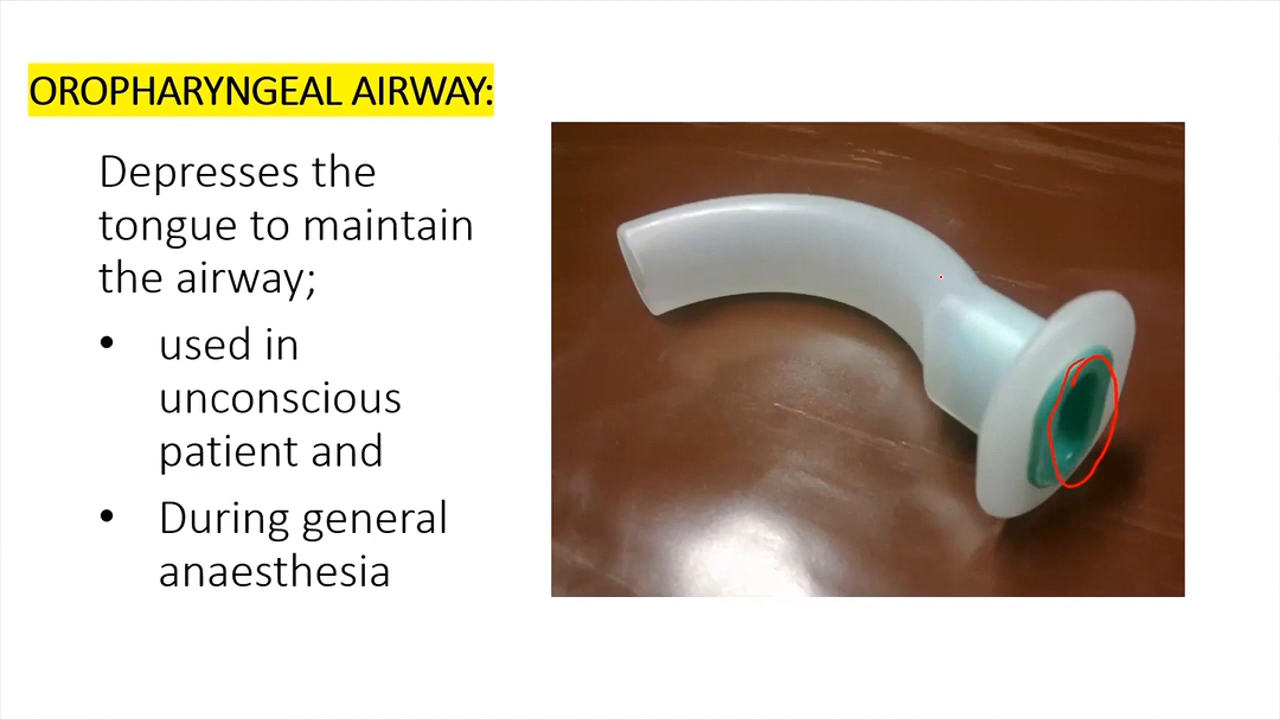 OROPHARYNGEAL AIRWAY:
Depresses the
tongue to maintain
the airway;
• used in
unconscious
patient and
• During general
anaesthesia